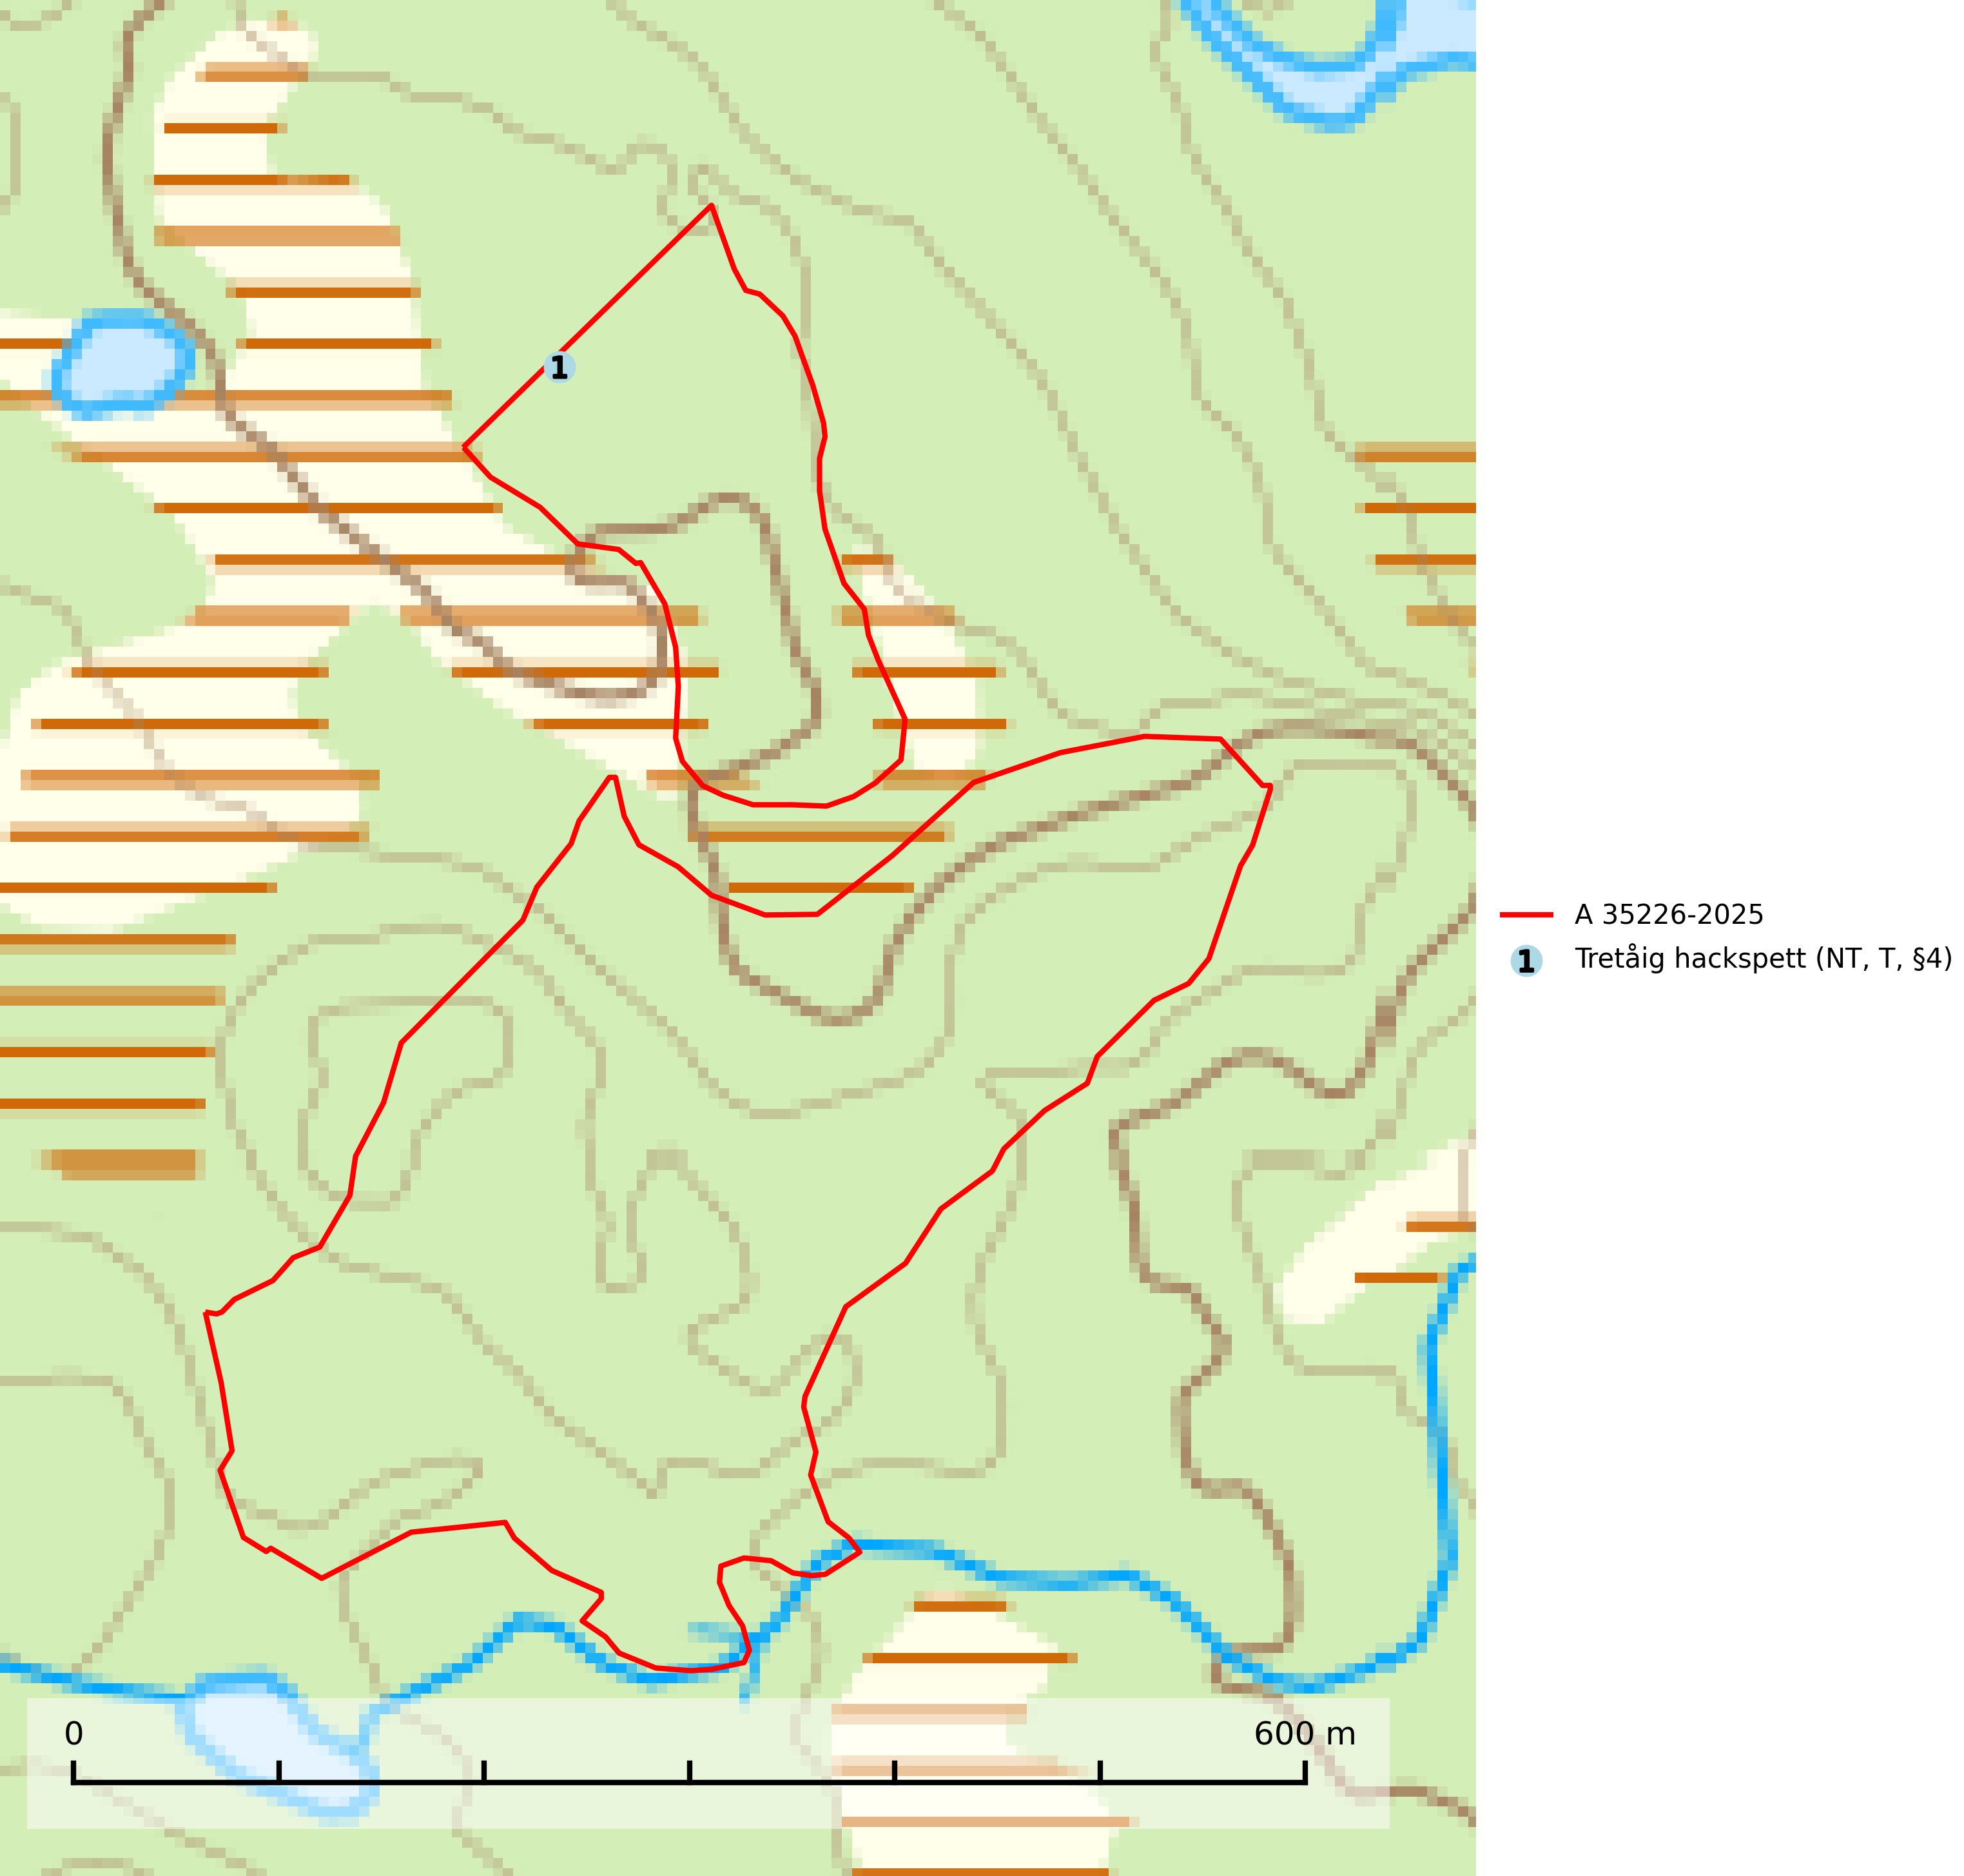 1
A 35226-2025
1 Tretåig hackspett (NT, T, §4)
0 600 m